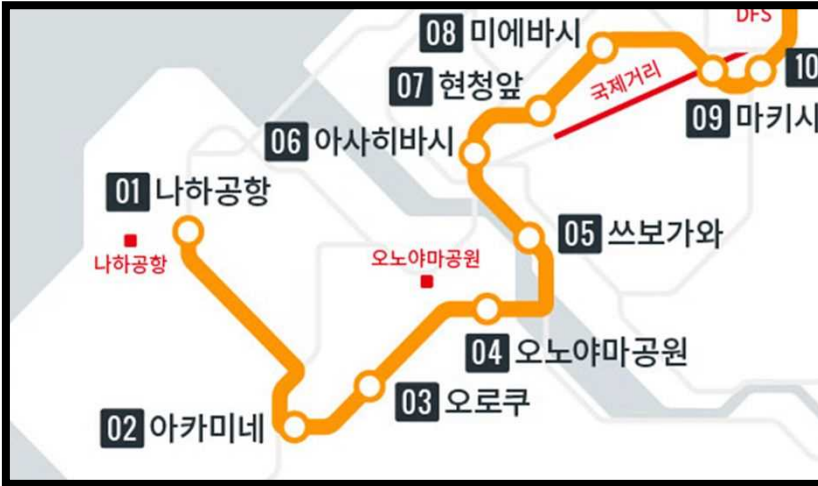 DFS
08 미에바시
10
07 현청앞
국제거리
09 마키시
06 아사히바시
01 나하공항
05 쓰보가와
나하공항
오노야마공원
04 오노야마공원
03 오로쿠
02 아카미네